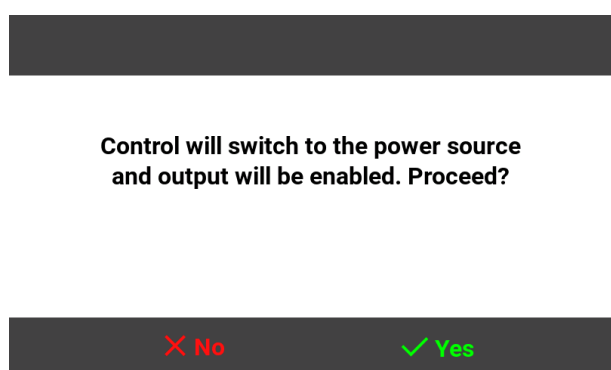 Control will switch to the power source
and output will be enabled. Proceed?
No
Yes